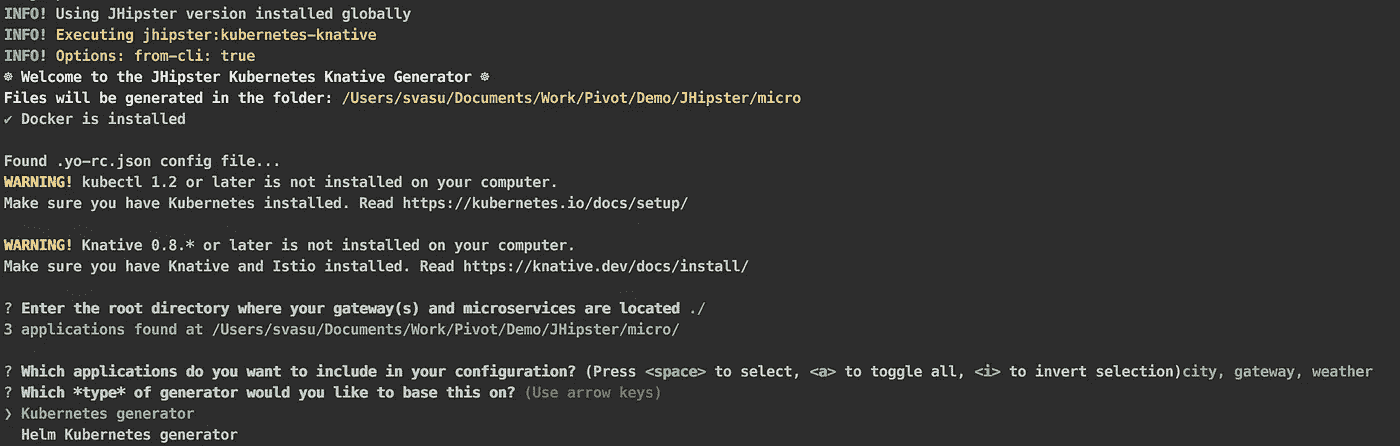 INFO! Using JHipster version installed globally
INFO! Executing jhipster:kubernetes-knative
INFO! Options: from-cli: true
☸ Welcome to the JHipster Kubernetes Knative Generator ☸
Files will be generated in the folder: /Users/svasu/Documents/Work/Pivot/Demo/JHipster/micro
✔ Docker is installed
Found .yo-rc.json config file...
WARNING! kubectl 1.2 or later is not installed on your computer.
Make sure you have Kubernetes installed. Read https://kubernetes.io/docs/setup/
WARNING! Knative 0.8.* or later is not installed on your computer.
Make sure you have Knative and Istio installed. Read https://knative.dev/docs/install/
? Enter the root directory where your gateway(s) and microservices are located ./
3 applications found at /Users/svasu/Documents/Work/Pivot/Demo/JHipster/micro/
? Which applications do you want to include in your configuration? (Press <space> to select, <a> to toggle all, <i> to invert selection)city, gateway, weather
? Which *type* of generator would you like to base this on? (Use arrow keys)
❯ Kubernetes generator
Helm Kubernetes generator